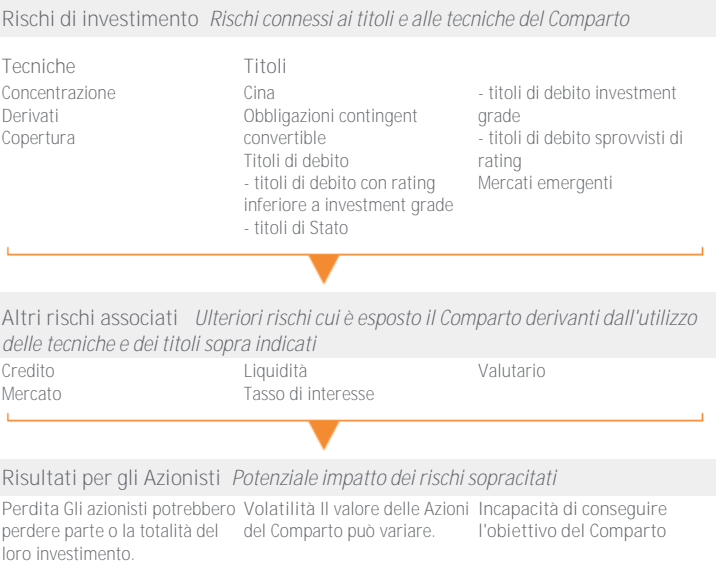 Rischi di investimento Rischi connessi ai titoli e alle tecniche del Comparto
Tecniche
Concentrazione
Derivati
Copertura
Titoli
Cina
Obbligazioni contingent
convertible
Titoli di debito
- titoli di debito con rating
inferiore a investment grade
- titoli di Stato
- titoli di debito investment
grade
- titoli di debito sprovvisti di
rating
Mercati emergenti
Altri rischi associati Ulteriori rischi cui è esposto il Comparto derivanti dall'utilizzo
delle tecniche e dei titoli sopra indicati
Credito
Mercato
Liquidità
Tasso di interesse
Valutario
Risultati per gli Azionisti Potenziale impatto dei rischi sopracitati
Perdita Gli azionisti potrebbero
perdere parte o la totalità del
loro investimento.
Volatilità Il valore delle Azioni
del Comparto può variare.
Incapacità di conseguire
l'obiettivo del Comparto